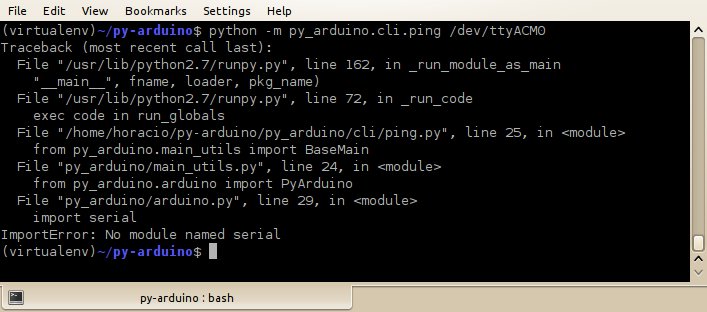 File Edit View Bookmarks Settings Help
(virtualenv)~/py-arduino$ python -m py_arduino.cli.ping /dev/ttyACM0
Traceback (most recent call last):
  File "/usr/lib/python2.7/runpy.py", line 162, in _run_module_as_main
    "__main__", fname, loader, pkg_name)
  File "/usr/lib/python2.7/runpy.py", line 72, in _run_code
    exec code in run_globals
  File "/home/horacio/py-arduino/py_arduino/cli/ping.py", line 25, in <module>
    from py_arduino.main_utils import BaseMain
  File "py_arduino/main_utils.py", line 24, in <module>
    from py_arduino.arduino import PyArduino
  File "py_arduino/arduino.py", line 29, in <module>
    import serial
ImportError: No module named serial
(virtualenv)~/py-arduino$
py-arduino : bash